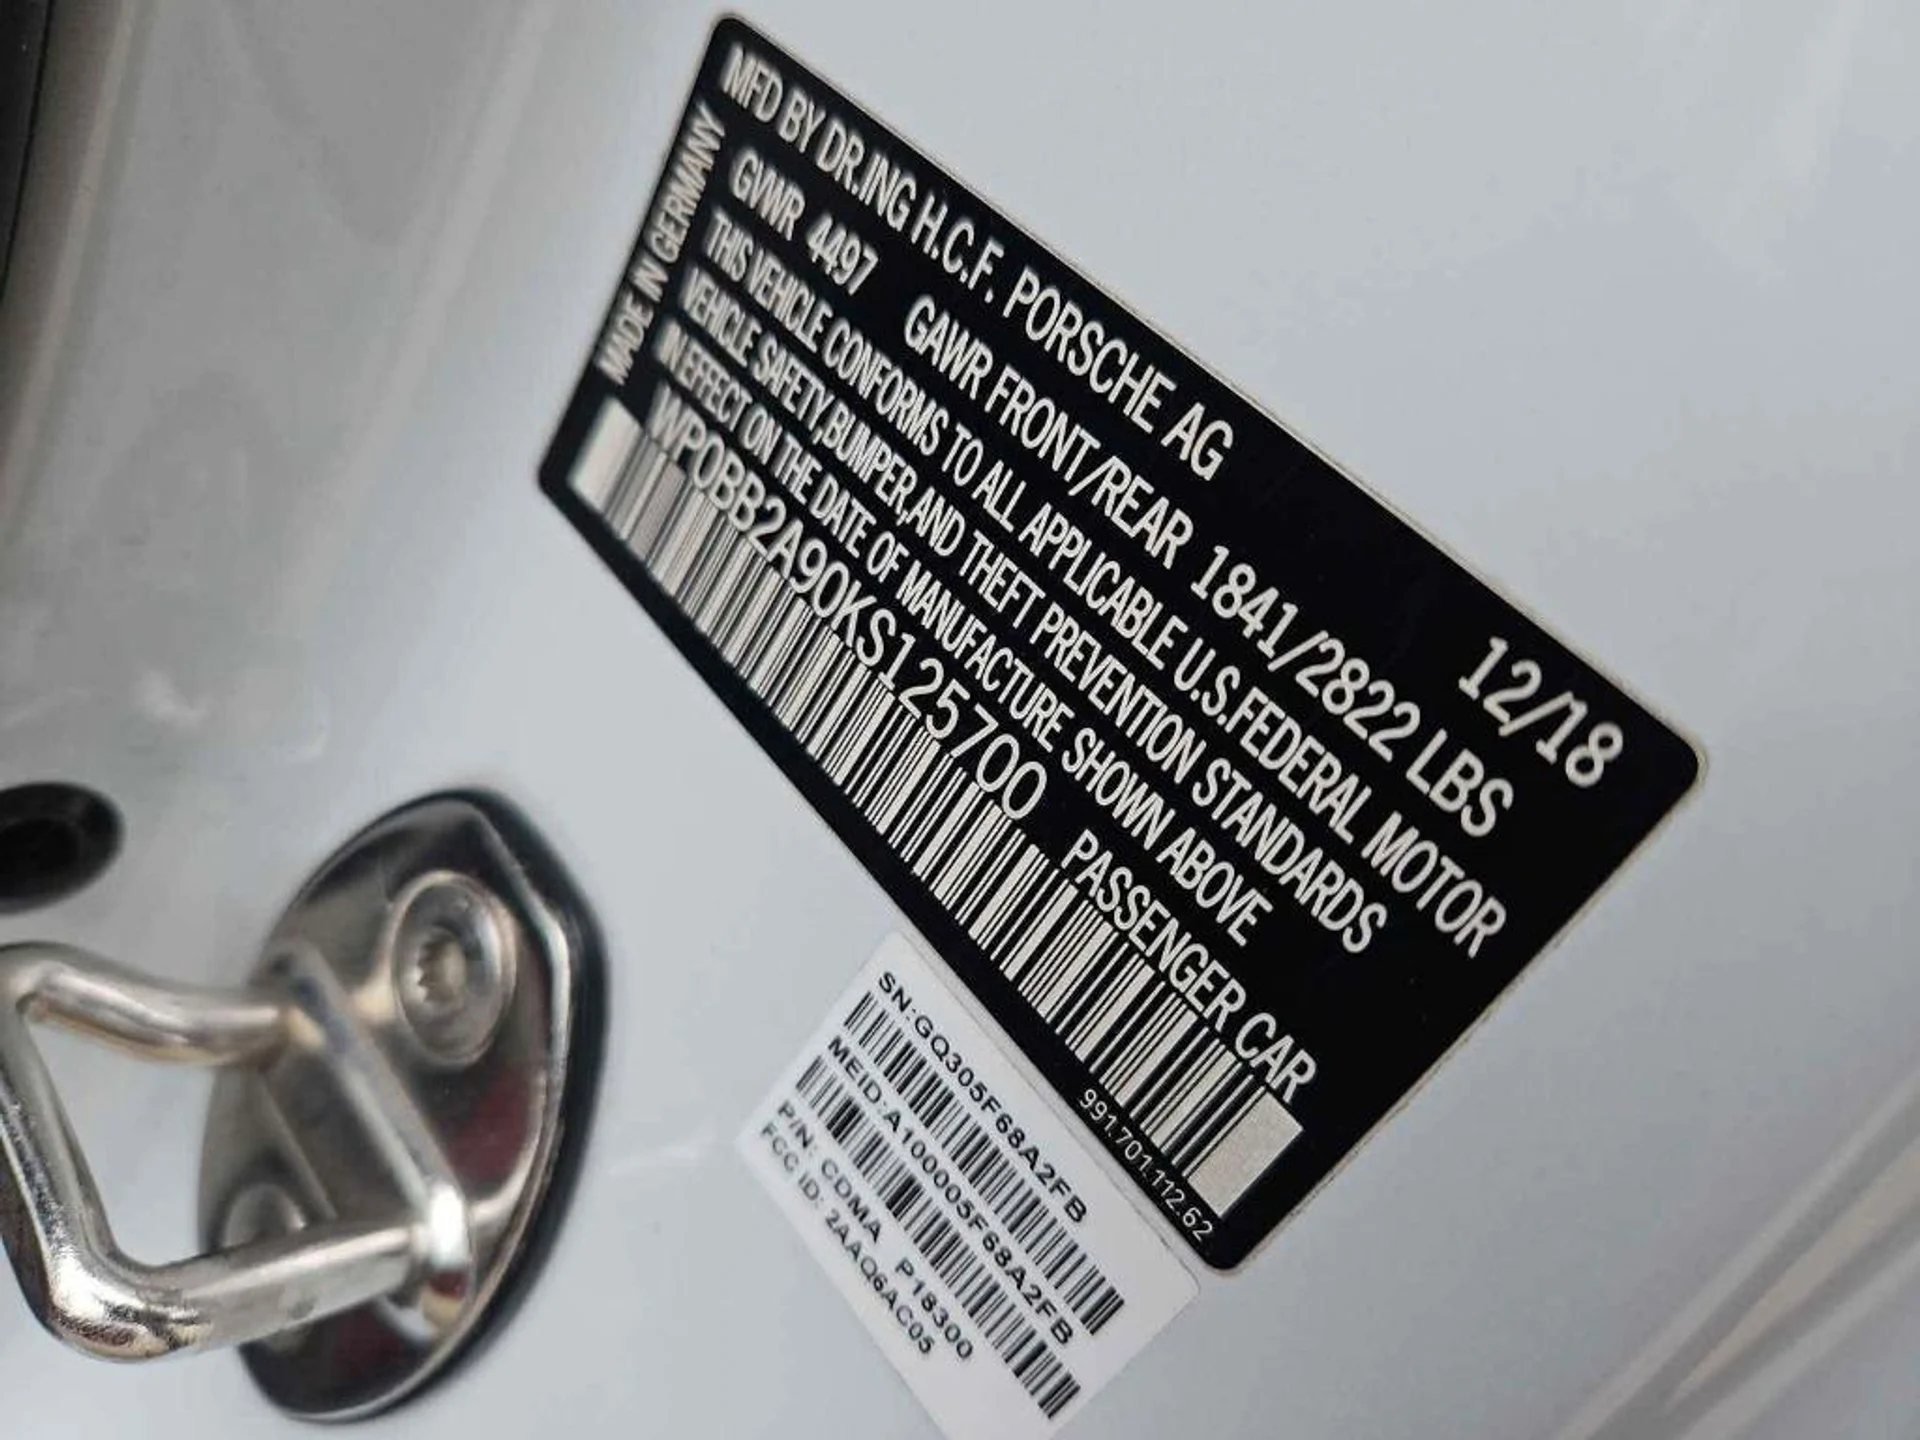 MFD BY DR.ING H.C.F. PORSCHE AG 12/18
GVWR 4497 GAWR FRONT/REAR 1841/2822 LBS
THIS VEHICLE CONFORMS TO ALL APPLICABLE U.S.FEDERAL MOTOR
VEHICLE SAFETY,BUMPER,AND THEFT PREVENTION STANDARDS
IN EFFECT ON THE DATE OF MANUFACTURE SHOWN ABOVE
WP0BB2A90KS125700 PASSENGER CAR
MADE IN GERMANY
991.701.112.62
SN:GQ305F68A2FB
MEID:A100005F68A2FB
P/N: CDMA P18300
FCC ID: 2AAQ6AC05